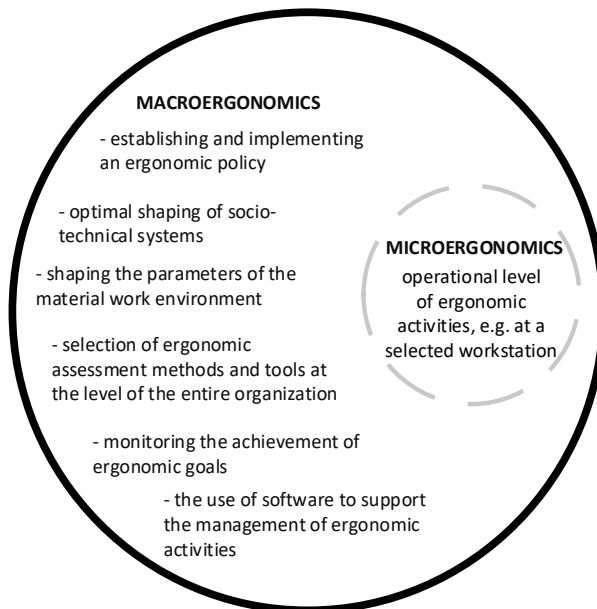 MACROERGONOMICS
- establishing and implementing
an ergonomic policy
- optimal shaping of socio-
technical systems
- shaping the parameters of the
material work environment
- selection of ergonomic
assessment methods and tools at
the level of the entire organization
- monitoring the achievement of
ergonomic goals
- the use of software to support
the management of ergonomic
activities
MICROERGONOMICS
operational level
of ergonomic
activities, e.g. at a
selected workstation